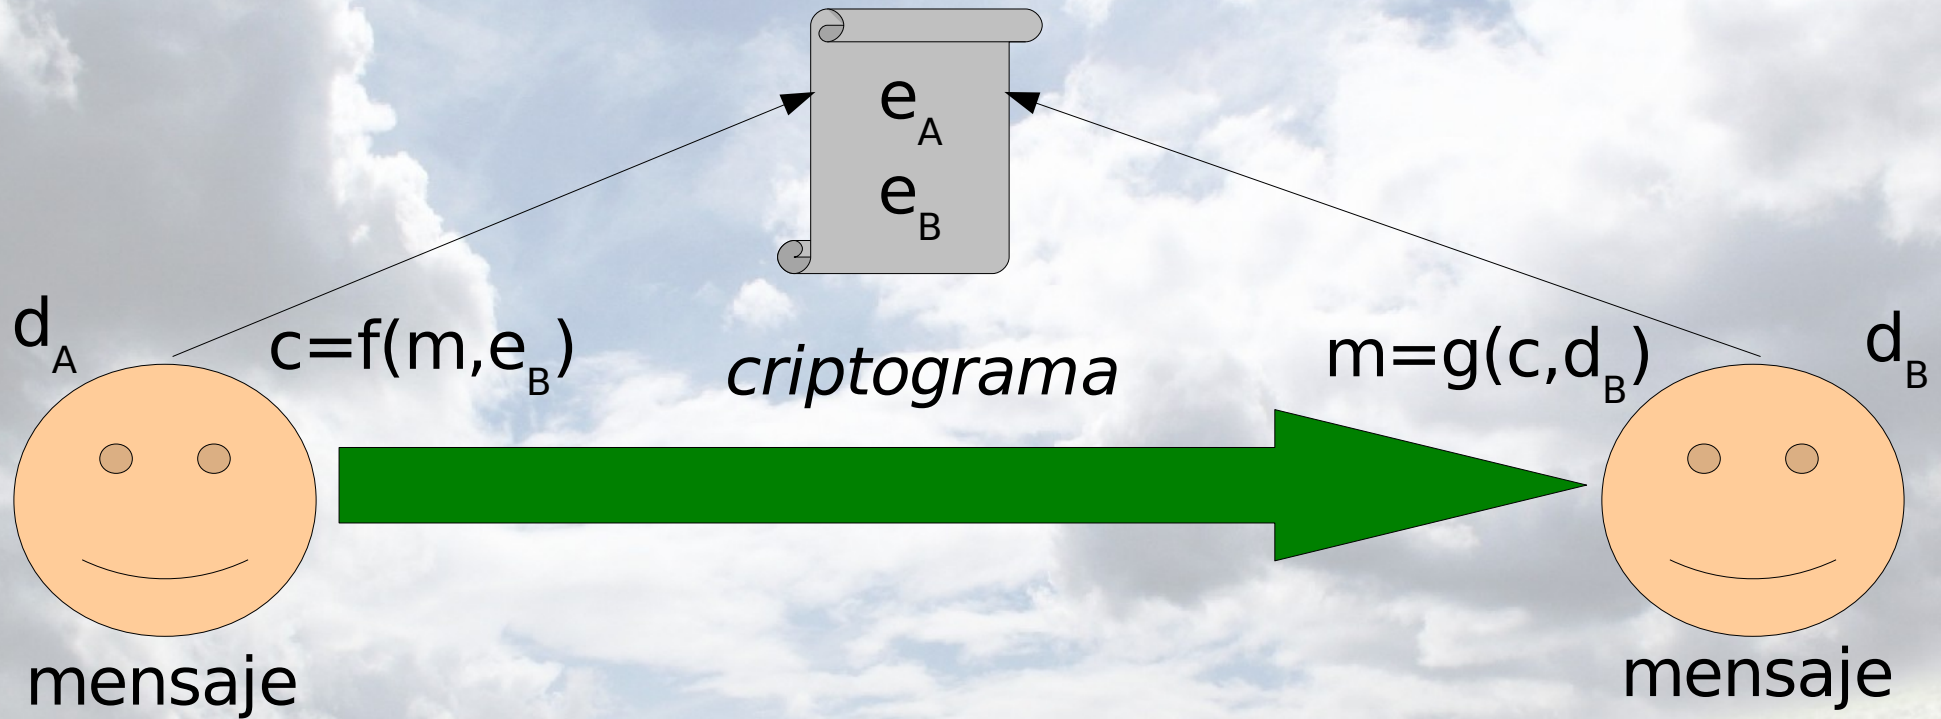 e_A
e_B
d_A
c=f(m,e_B)
criptograma
m=g(c,d_B)
d_B
mensaje
mensaje